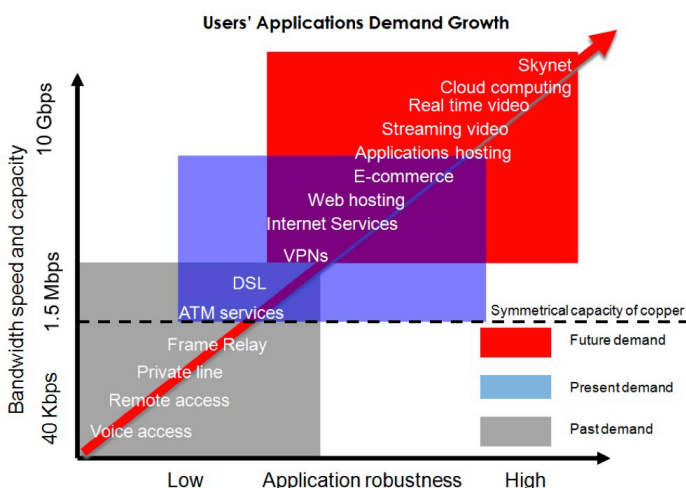 Users' Applications Demand Growth
Bandwidth speed and capacity
10 Gbps
1.5 Mbps
40 Kbps
Skynet
Cloud computing
Real time video
Streaming video
Applications hosting
E-commerce
Web hosting
Internet Services
VPNs
DSL
ATM services
Frame Relay
Private line
Remote access
Voice access
Symmetrical capacity of copper
Future demand
Present demand
Past demand
Low
Application robustness
High